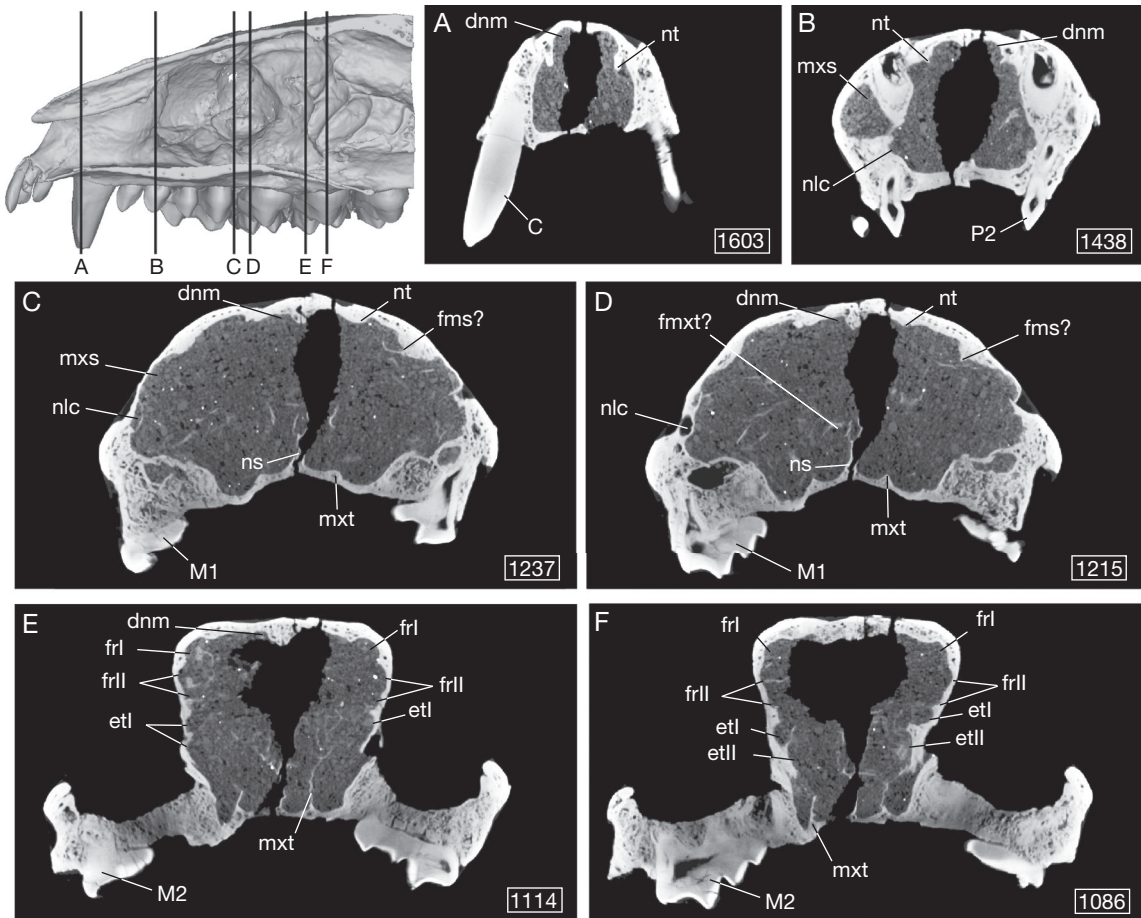 A B C D E F
A
dnm
nt
C
1603
B
nt
dnm
mxs
nlc
P2
1438
C
dnm
nt
fms?
mxs
nlc
ns
mxt
M1
1237
D
dnm
nt
fmxt?
fms?
nlc
ns
mxt
M1
1215
E
dnm
frI
frI
frII
frII
etI
etI
mxt
M2
1114
F
frI
frI
frII
frII
etI
etI
etII
etII
mxt
M2
1086